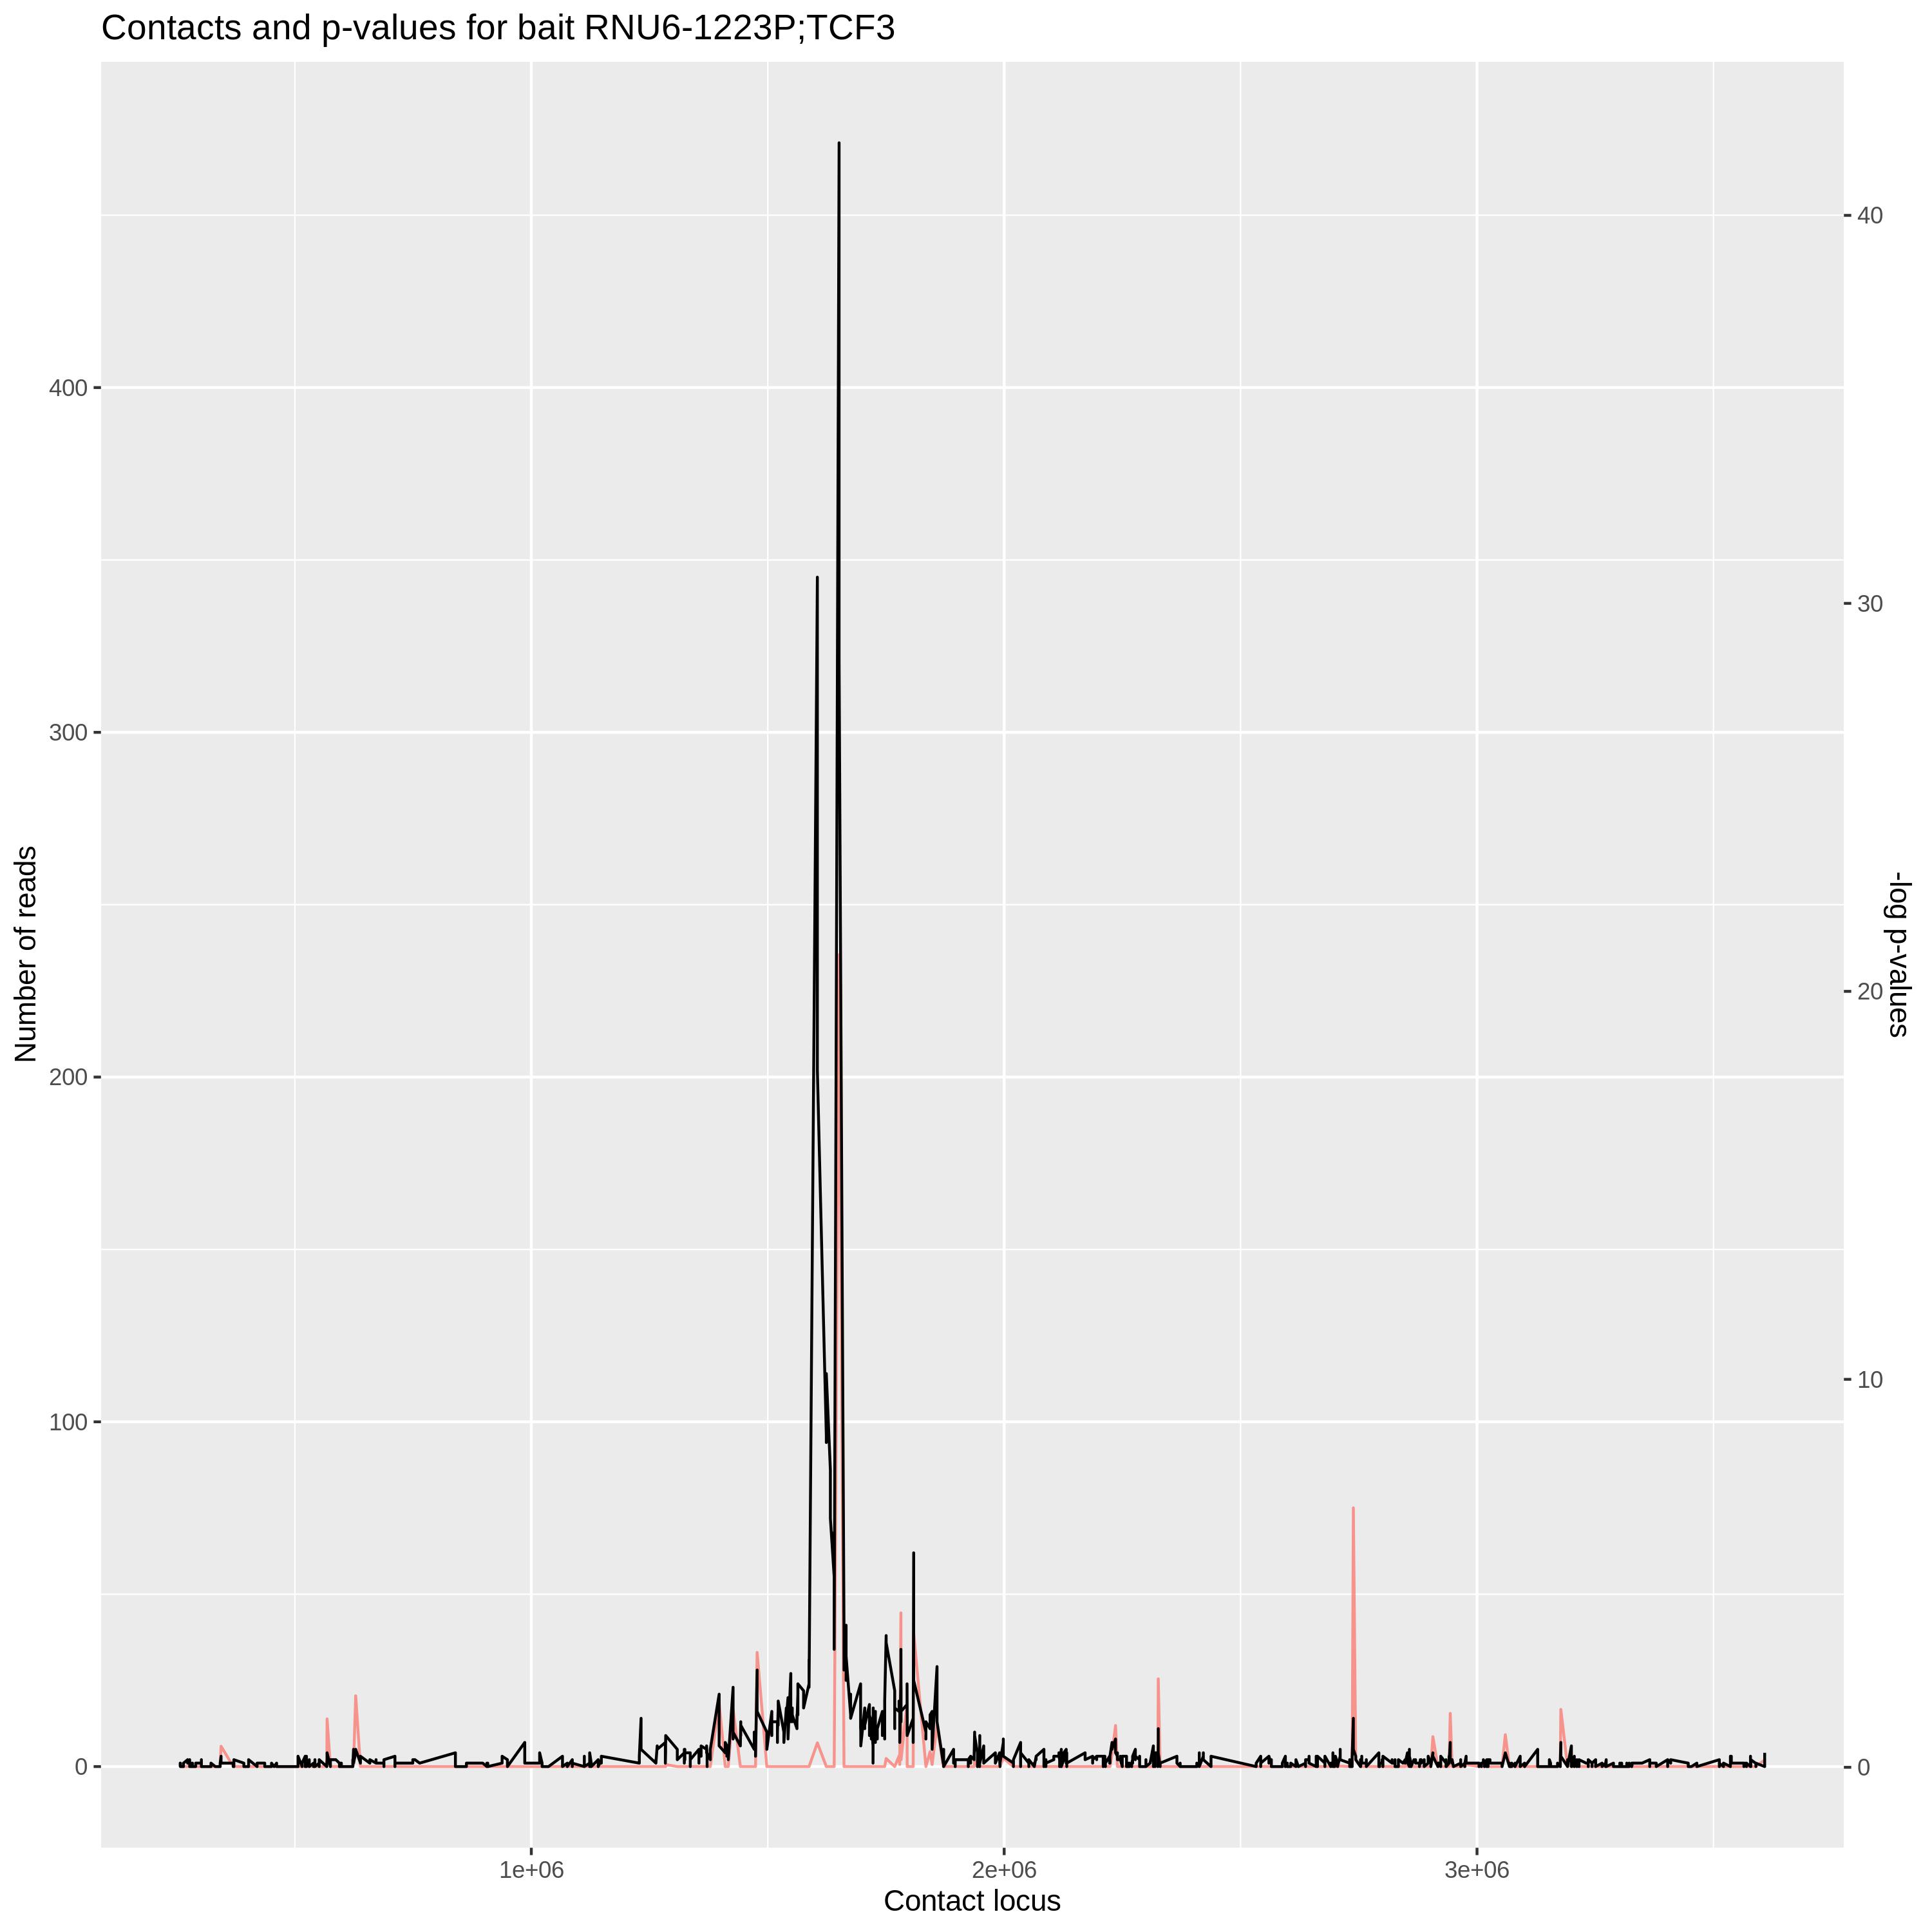 Contacts and p-values for bait RNU6-1223P;TCF3
Number of reads
400
300
200
100
0
40
30
20
10
0
-log p-values
1e+06
2e+06
3e+06
Contact locus